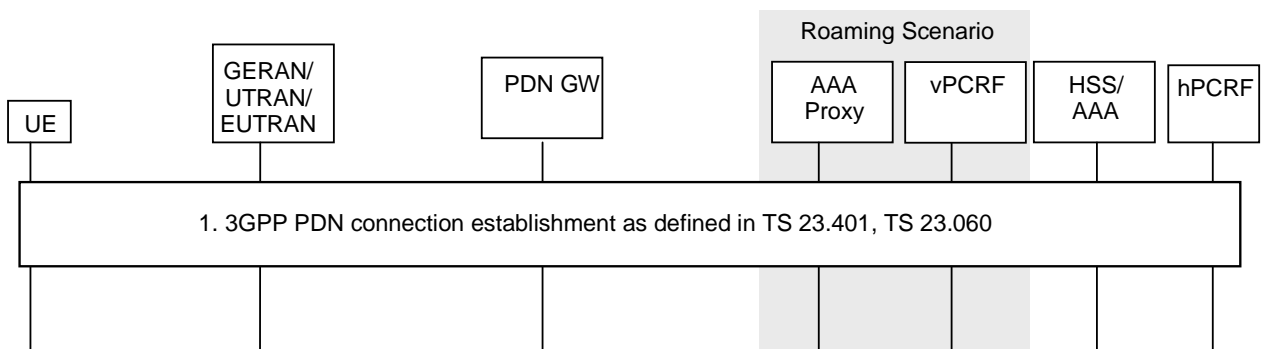 Roaming Scenario
UE
GERAN/
UTRAN/
EUTRAN
PDN GW
AAA
Proxy
vPCRF
HSS/
AAA
hPCRF
1. 3GPP PDN connection establishment as defined in TS 23.401, TS 23.060